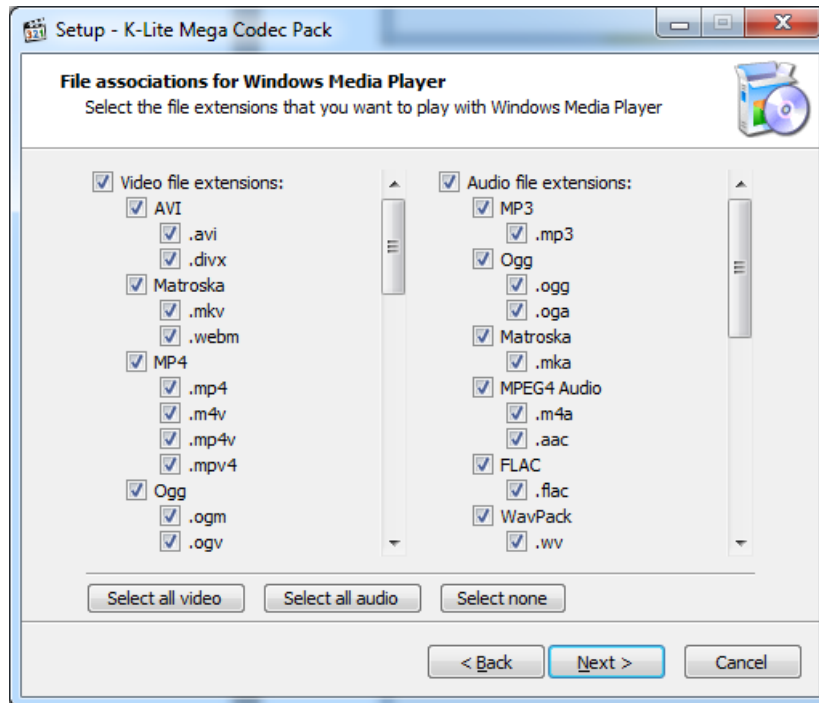 Setup - K-Lite Mega Codec Pack
File associations for Windows Media Player
Select the file extensions that you want to play with Windows Media Player
Video file extensions:
AVI
.avi
.divx
Matroska
.mkv
.webm
MP4
.mp4
.m4v
.mp4v
.mpv4
Ogg
.ogm
.ogv
Audio file extensions:
MP3
.mp3
Ogg
.ogg
.oga
Matroska
.mka
MPEG4 Audio
.m4a
.aac
FLAC
.flac
WavPack
.wv
Select all video
Select all audio
Select none
< Back
Next >
Cancel